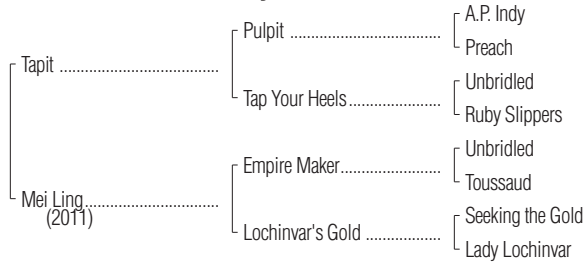 A.P. Indy
Pulpit ..........................................
Preach
Tapit ............................................
Unbridled
Tap Your Heels.........................
Ruby Slippers
Unbridled
Empire Maker...........................
Toussaud
Mei Ling.....................................
(2011)
Seeking the Gold
Lochinvar's Gold .....................
Lady Lochinvar